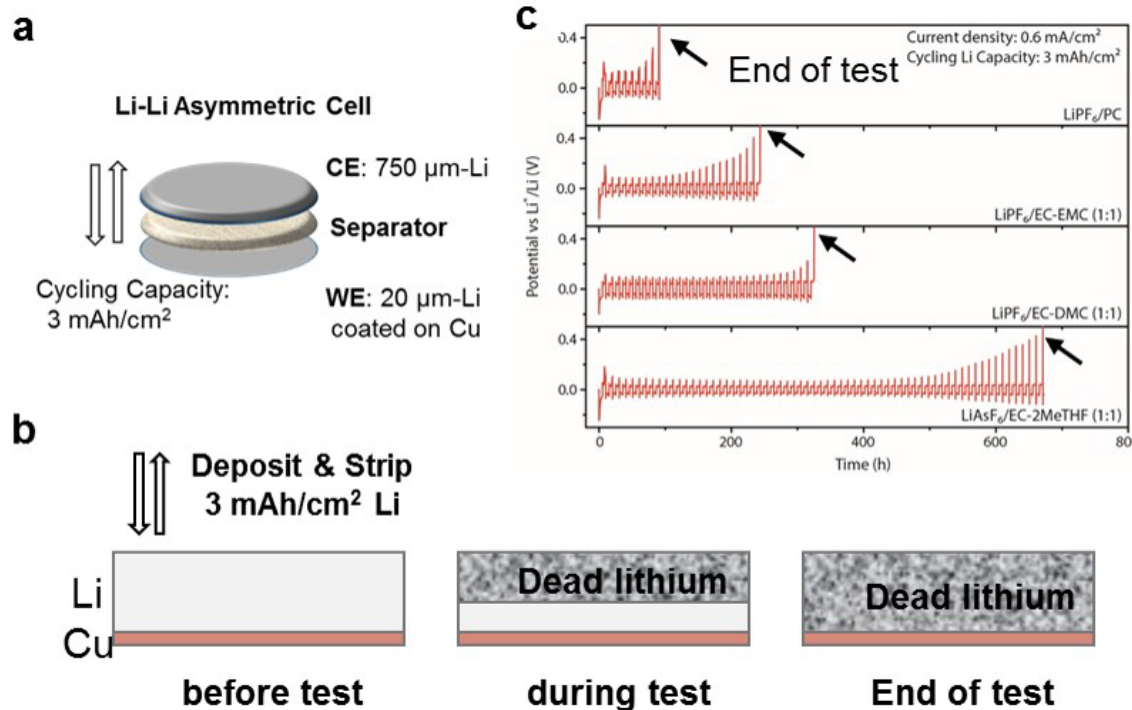 a
Li-Li Asymmetric Cell
CE: 750 μm-Li
Separator
Cycling Capacity:
3 mAh/cm²
WE: 20 μm-Li
coated on Cu
c
0.4
0.0
Current density: 0.6 mA/cm²
Cycling Li Capacity: 3 mAh/cm²
End of test
LiPF₆/PC
0.4
0.0
LiPF₆/EC-EMC (1:1)
0.4
0.0
LiPF₆/EC-DMC (1:1)
0.4
0.0
LiAsF₆/EC-2MeTHF (1:1)
Potential vs Li⁺/Li (V)
0 200 400 600 80
Time (h)
b
Deposit & Strip
3 mAh/cm² Li
Li
Cu
Dead lithium
Dead lithium
before test
during test
End of test